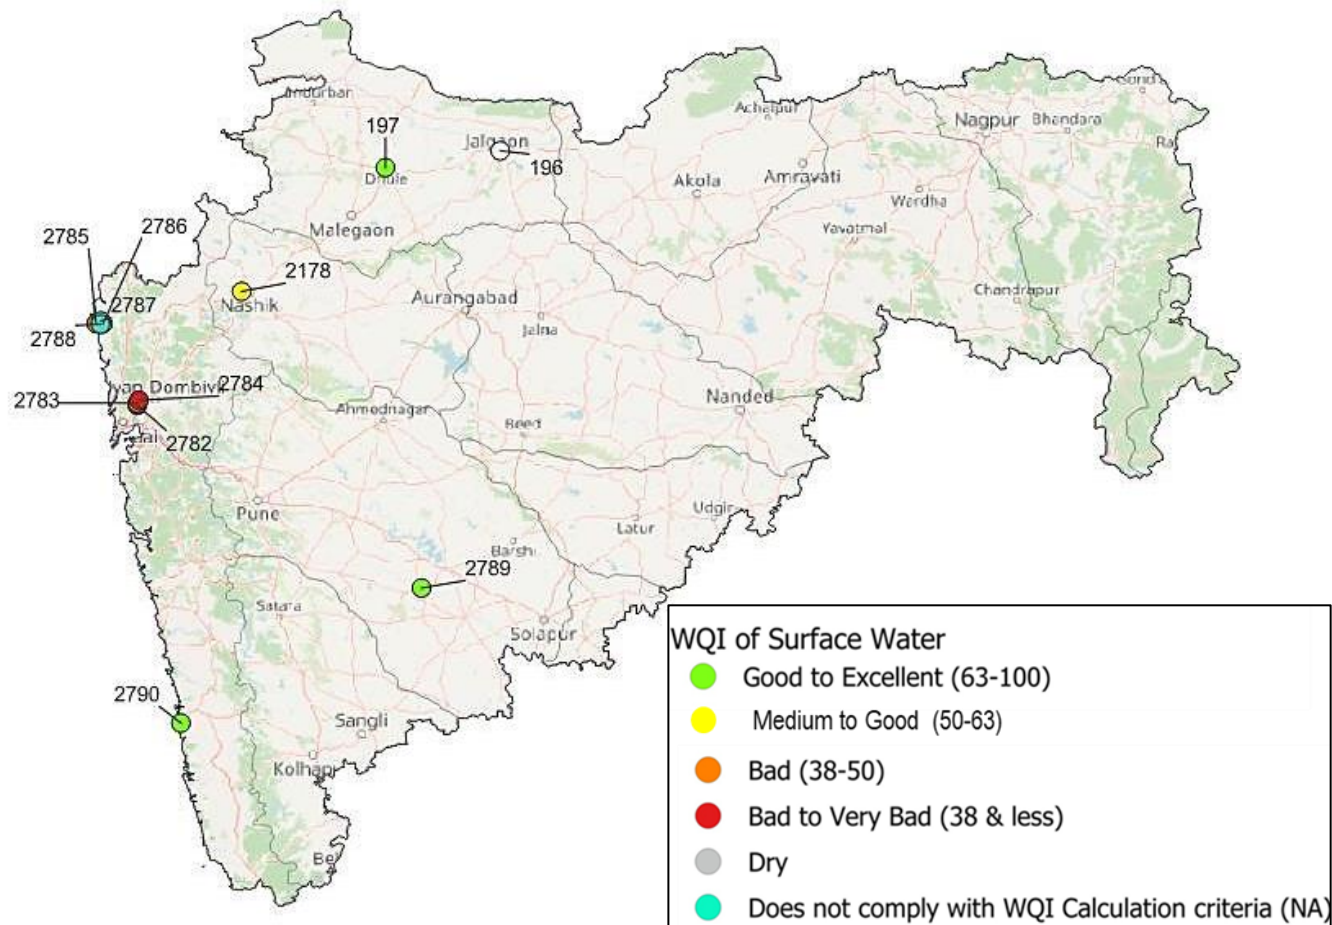 Achalpur
Nagpur
Bhandara
197
Jalgaon
196
Dhule
Akola
Amravati
Wardha
Malegaon
Yavatmal
2785
2786
2178
2787
Nashik
Aurangabad
Chandrapur
2788
Jalna
2784
2783
Nanded
Ahmednagar
Beed
2782
Pune
Udgir
Latur
Barshi
2789
Satara
Solapur
WQI of Surface Water
Good to Excellent (63-100)
2790
Sangli
Medium to Good (50-63)
Bad (38-50)
Bad to Very Bad (38 & less)
Dry
Does not comply with WQI Calculation criteria (NA)